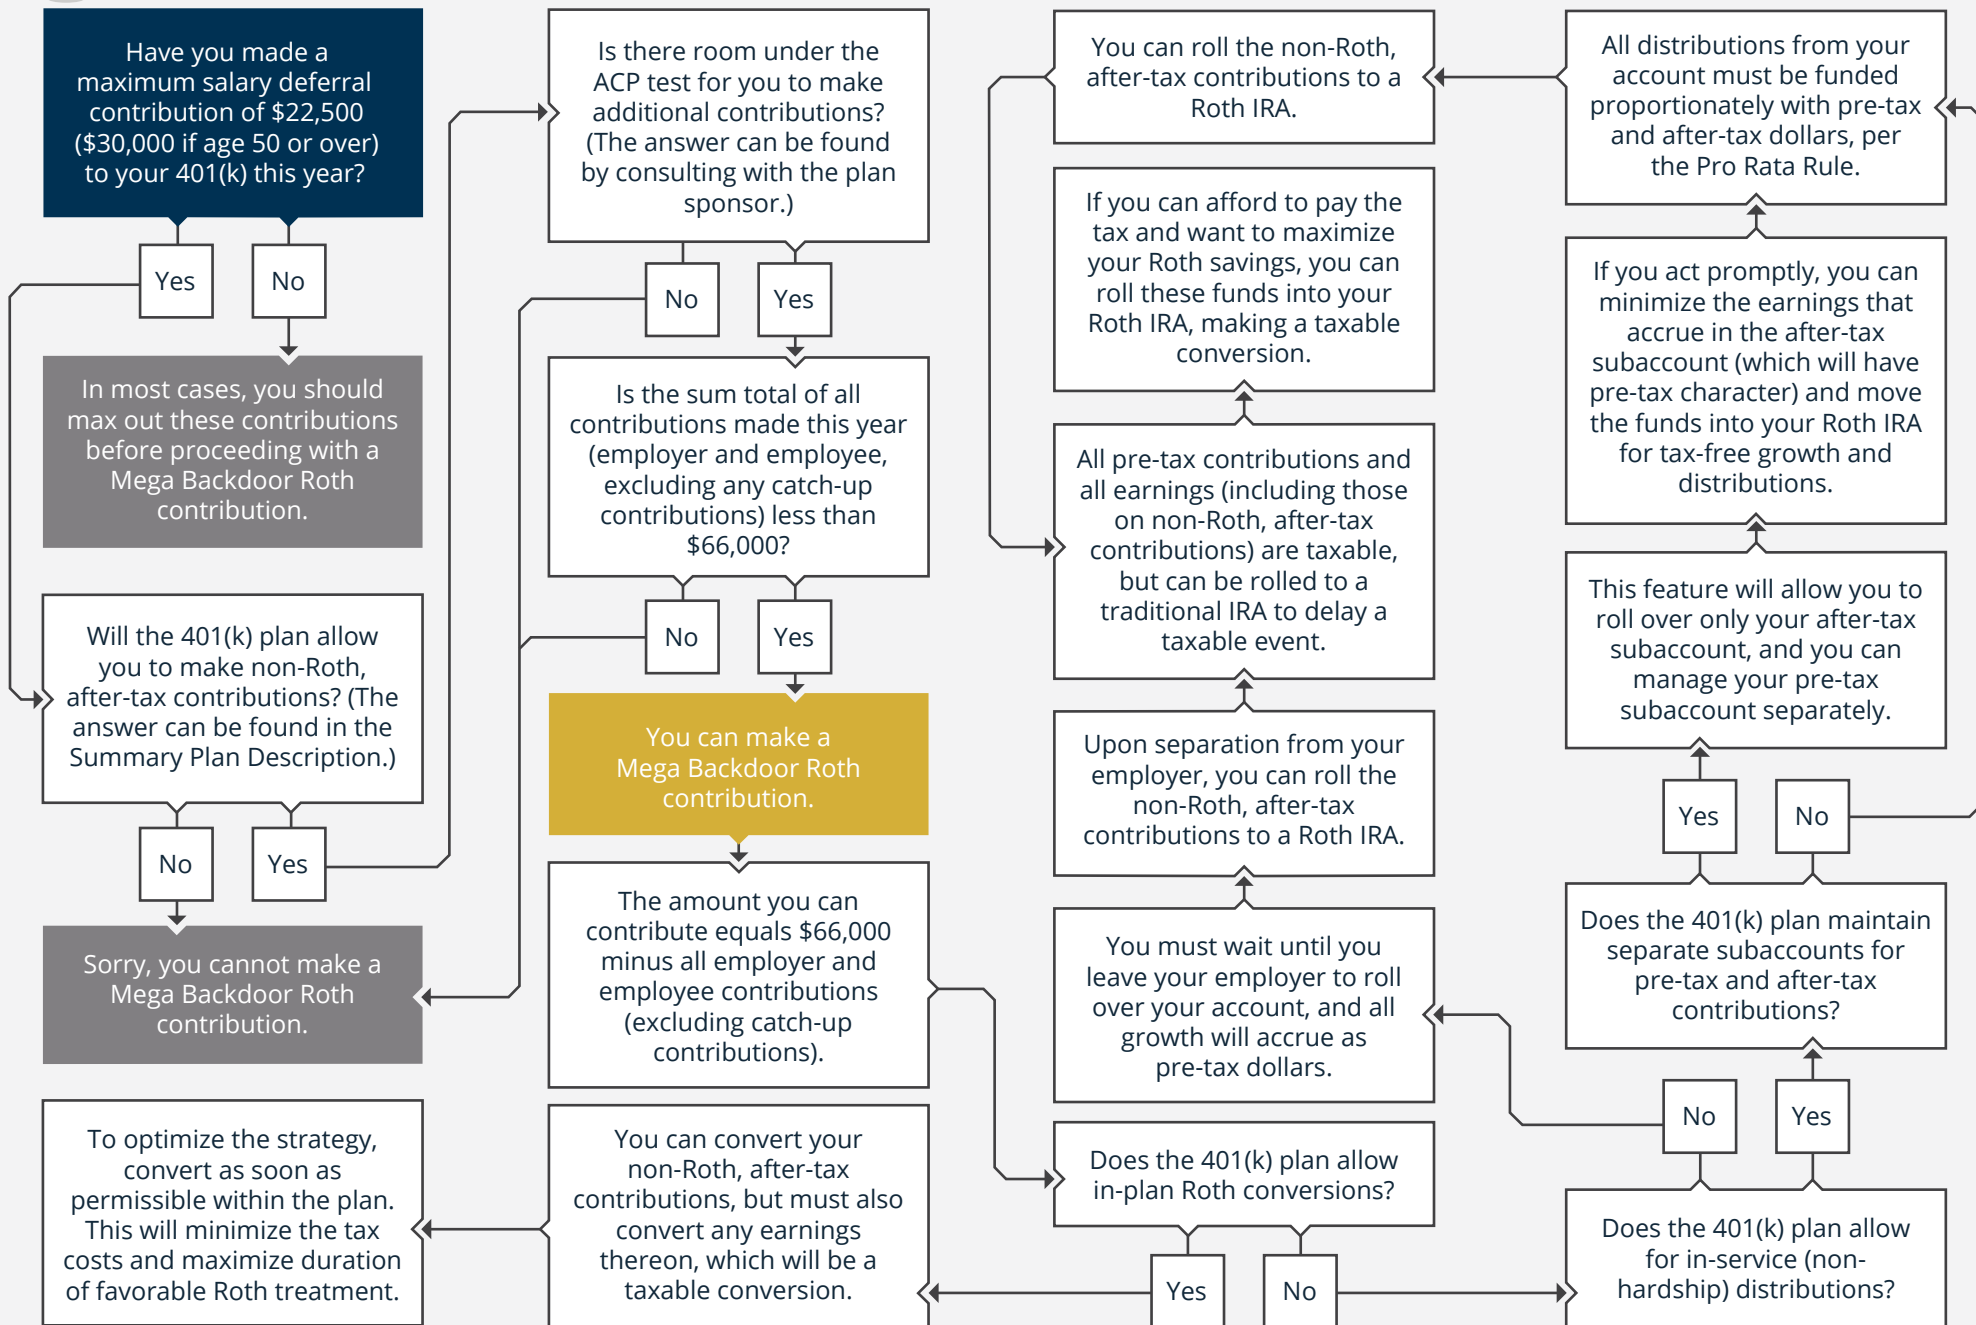 Have you made a
maximum salary deferral
contribution of $22,500
($30,000 if age 50 or over)
to your 401(k) this year?
Yes
No
In most cases, you should
max out these contributions
before proceeding with a
Mega Backdoor Roth
contribution.
Will the 401(k) plan allow
you to make non-Roth,
after-tax contributions? (The
answer can be found in the
Summary Plan Description.)
No
Yes
Sorry, you cannot make a
Mega Backdoor Roth
contribution.
Is there room under the
ACP test for you to make
additional contributions?
(The answer can be found
by consulting with the plan
sponsor.)
No
Yes
Is the sum total of all
contributions made this year
(employer and employee,
excluding any catch-up
contributions) less than
$66,000?
No
Yes
You can make a
Mega Backdoor Roth
contribution.
The amount you can
contribute equals $66,000
minus all employer and
employee contributions
(excluding catch-up
contributions).
Does the 401(k) plan allow
in-plan Roth conversions?
Yes
No
You can convert your
non-Roth, after-tax
contributions, but must also
convert any earnings
thereon, which will be a
taxable conversion.
To optimize the strategy,
convert as soon as
permissible within the plan.
This will minimize the tax
costs and maximize duration
of favorable Roth treatment.
Does the 401(k) plan allow
for in-service (non-
hardship) distributions?
No
Yes
You must wait until you
leave your employer to roll
over your account, and all
growth will accrue as
pre-tax dollars.
Upon separation from your
employer, you can roll the
non-Roth, after-tax
contributions to a Roth IRA.
All pre-tax contributions and
all earnings (including those
on non-Roth, after-tax
contributions) are taxable,
but can be rolled to a
traditional IRA to delay a
taxable event.
If you can afford to pay the
tax and want to maximize
your Roth savings, you can
roll these funds into your
Roth IRA, making a taxable
conversion.
Does the 401(k) plan maintain
separate subaccounts for
pre-tax and after-tax
contributions?
Yes
No
This feature will allow you to
roll over only your after-tax
subaccount, and you can
manage your pre-tax
subaccount separately.
If you act promptly, you can
minimize the earnings that
accrue in the after-tax
subaccount (which will have
pre-tax character) and move
the funds into your Roth IRA
for tax-free growth and
distributions.
All distributions from your
account must be funded
proportionately with pre-tax
and after-tax dollars, per
the Pro Rata Rule.
You can roll the non-Roth,
after-tax contributions to a
Roth IRA.